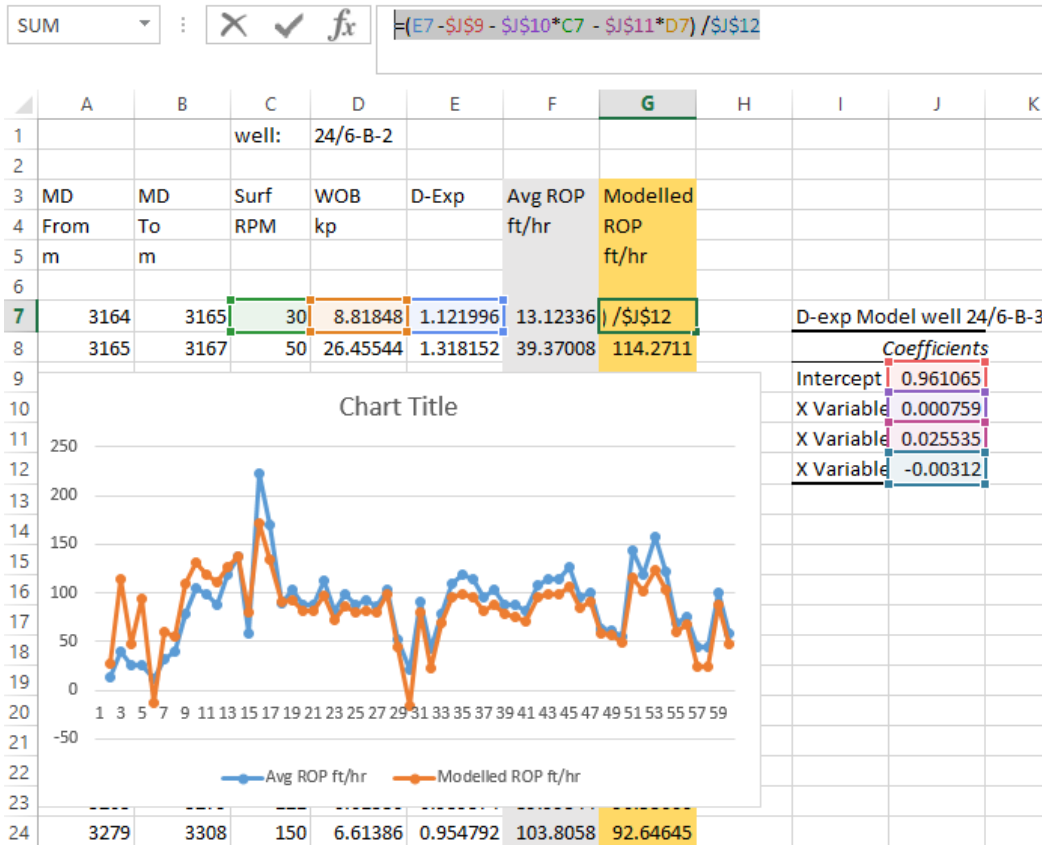 SUM fx =(E7 -$J$9 - $J$10*C7 - $J$11*D7) /$J$12
A B C D E F G H I J K
1 well: 24/6-B-2
2
3 MD MD Surf WOB D-Exp Avg ROP Modelled
4 From To RPM kp ft/hr ROP
5 m m ft/hr
6
7 3164 3165 30 8.81848 1.121996 13.12336 ) /$J$12 D-exp Model well 24/6-B-3
8 3165 3167 50 26.45544 1.318152 39.37008 114.2711 Coefficients
9 Intercept 0.961065
10 X Variable 0.000759
11 X Variable 0.025535
12 X Variable -0.00312
13
14
15
16
17
18
19
20
21
22
23
Chart Title
250
200
150
100
50
0
-50
1 3 5 7 9 11 13 15 17 19 21 23 25 27 29 31 33 35 37 39 41 43 45 47 49 51 53 55 57 59
Avg ROP ft/hr Modelled ROP ft/hr
24 3279 3308 150 6.61386 0.954792 103.8058 92.64645